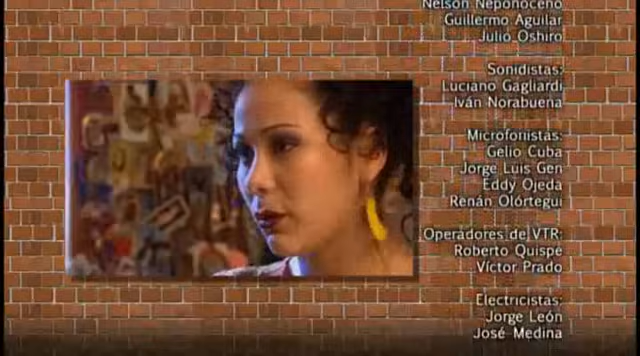 Nelson Neponoceno
Guillermo Aguilar
Julio Oshiro
Sonidistas:
Luciano Gagliardi
Iván Norabuena
Microfonistas:
Gelio Cuba
Jorge Luis Gen
Eddy Ojeda
Renán Olórtegui
Operadores de VTR:
Roberto Quispe
Víctor Prado
Electricistas:
Jorge León
José Medina